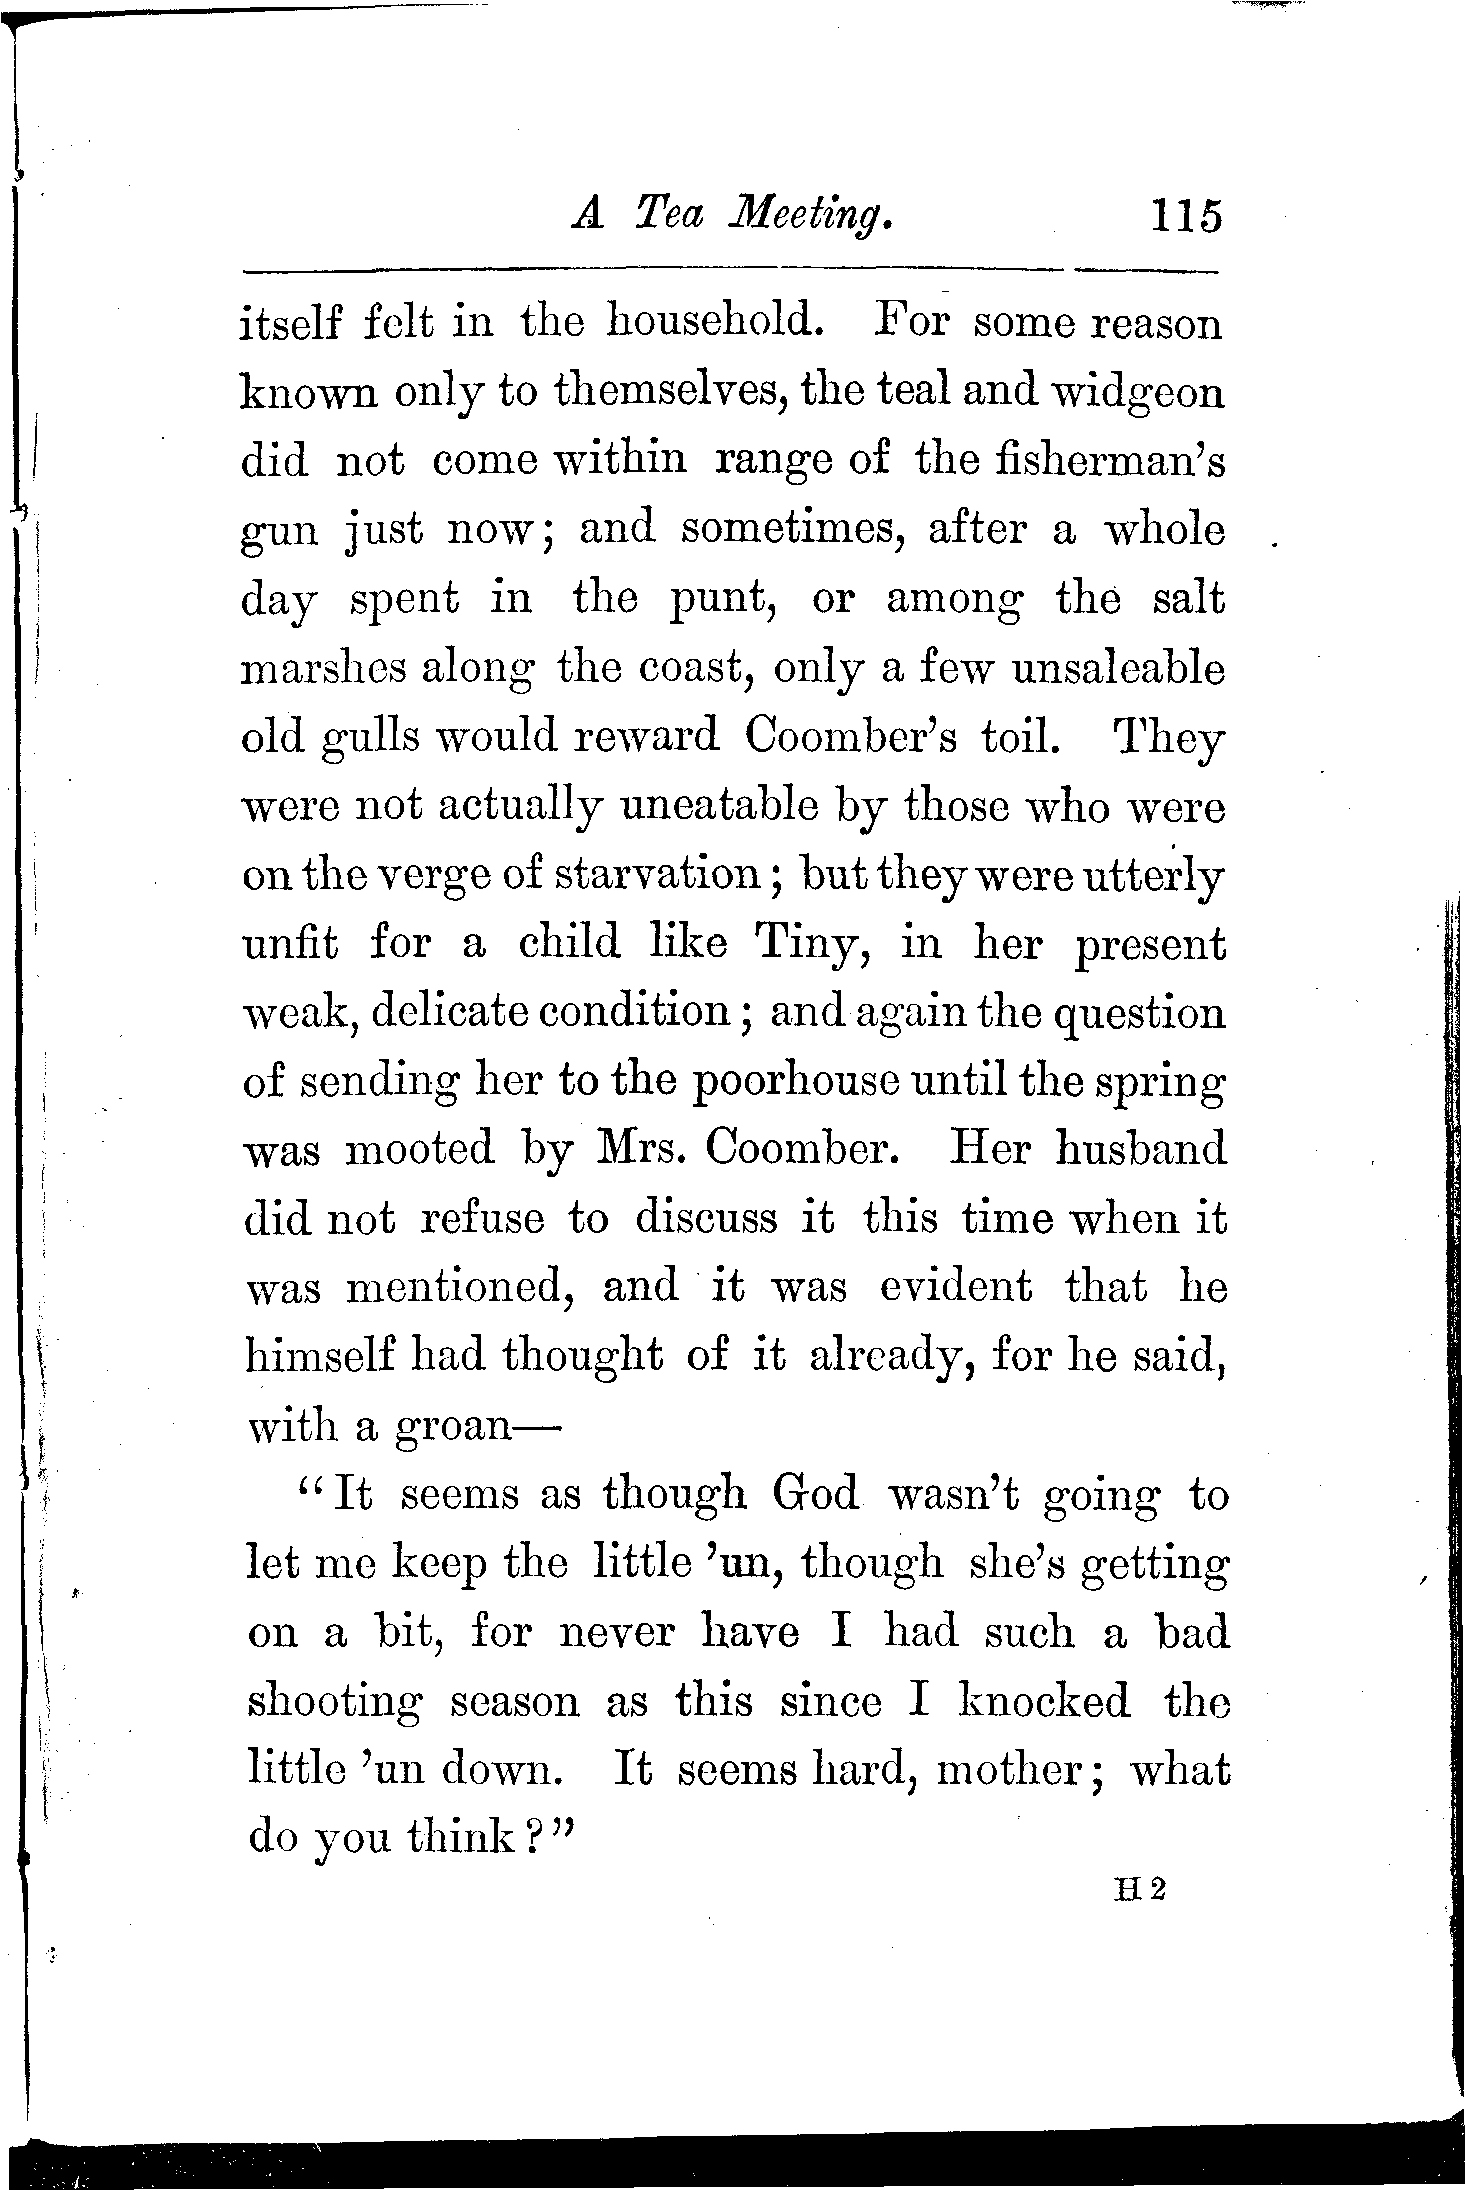 A Tea Meeting. 115
itself felt in the household. For some reason
known only to themselves, the teal and widgeon
did not come within range of the fisherman's
gun just now; and sometimes, after a whole
day spent in the punt, or among the salt
marshes along the coast, only a few unsaleable
old gulls would reward Coomber's toil. They
were not actually uneatable by those who were
on the verge of starvation; but they were utterly
unfit for a child like Tiny, in her present
weak, delicate condition; and again the question
of sending her to the poorhouse until the spring
was mooted by Mrs. Coomber. Her husband
did not refuse to discuss it this time when it
was mentioned, and it was evident that he
himself had thought of it already, for he said,
with a groan—
"It seems as though God wasn't going to
let me keep the little 'un, though she's getting
on a bit, for never have I had such a bad
shooting season as this since I knocked the
little 'un down. It seems hard, mother; what
do you think?"
H 2